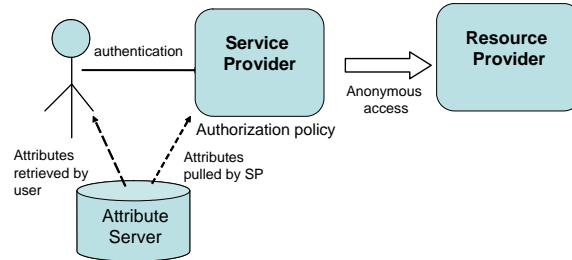 authentication
Service
Provider
Resource
Provider
Anonymous
access
Authorization policy
Attributes
retrieved by
user
Attributes
pulled by SP
Attribute
Server